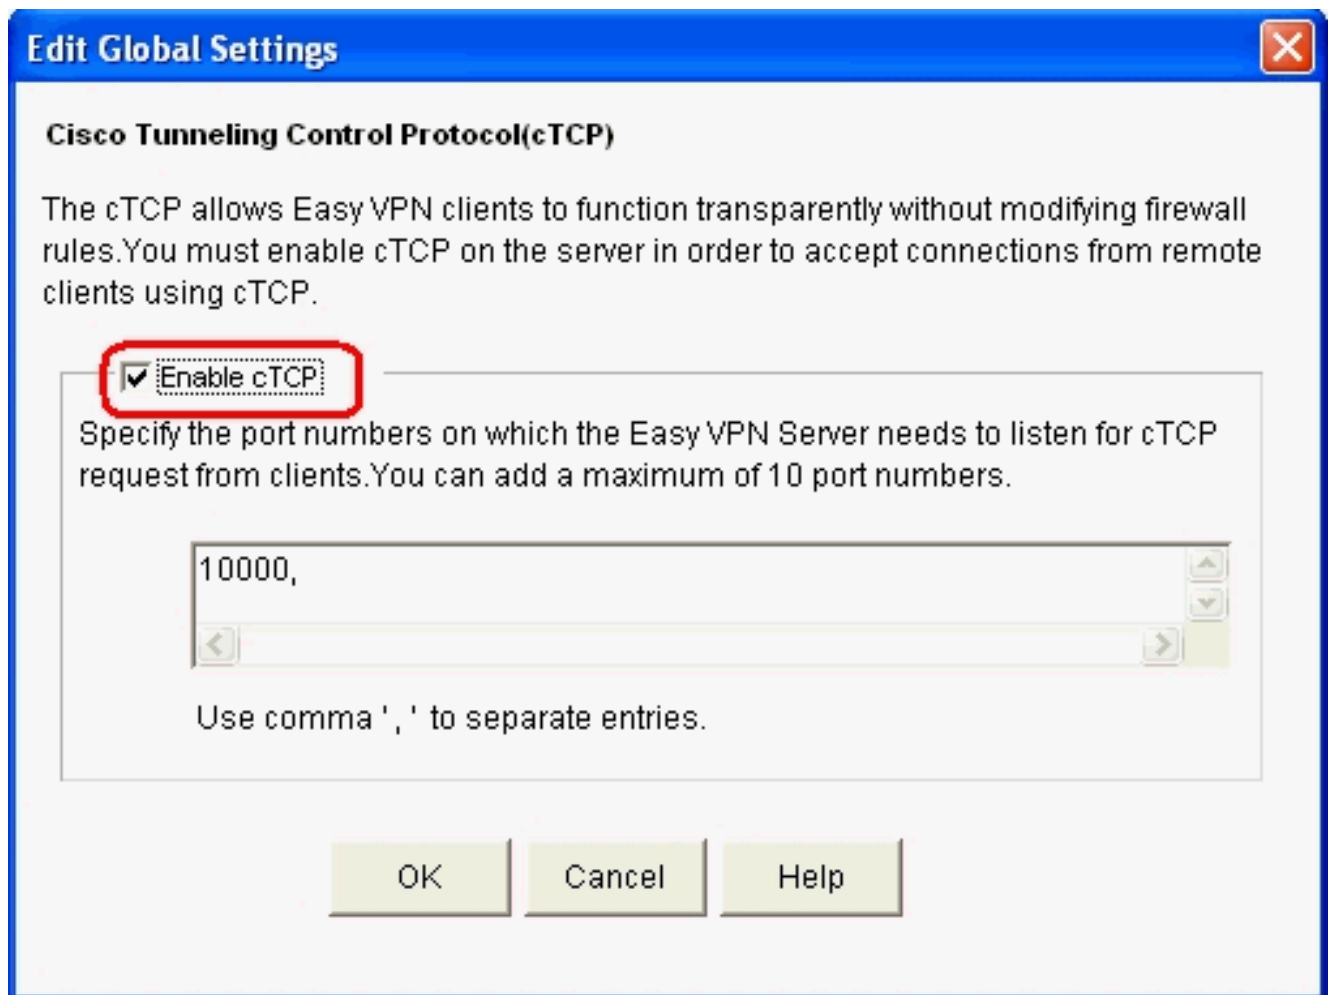 Edit Global Settings
Cisco Tunneling Control Protocol(cTCP)
The cTCP allows Easy VPN clients to function transparently without modifying firewall
rules.You must enable cTCP on the server in order to accept connections from remote
clients using cTCP.
Enable cTCP
Specify the port numbers on which the Easy VPN Server needs to listen for cTCP
request from clients.You can add a maximum of 10 port numbers.
10000,
Use comma ' , ' to separate entries.
OK
Cancel
Help